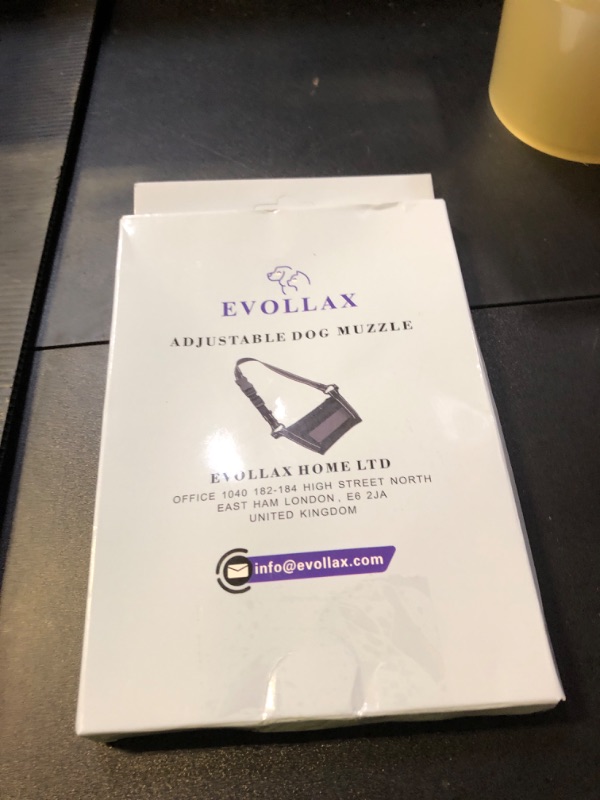 EVOLLAX
ADJUSTABLE DOG MUZZLE
EVOLLAX HOME LTD
OFFICE 1040 182-184 HIGH STREET NORTH
EAST HAM LONDON, E6 2JA
UNITED KINGDOM
info@evollax.com